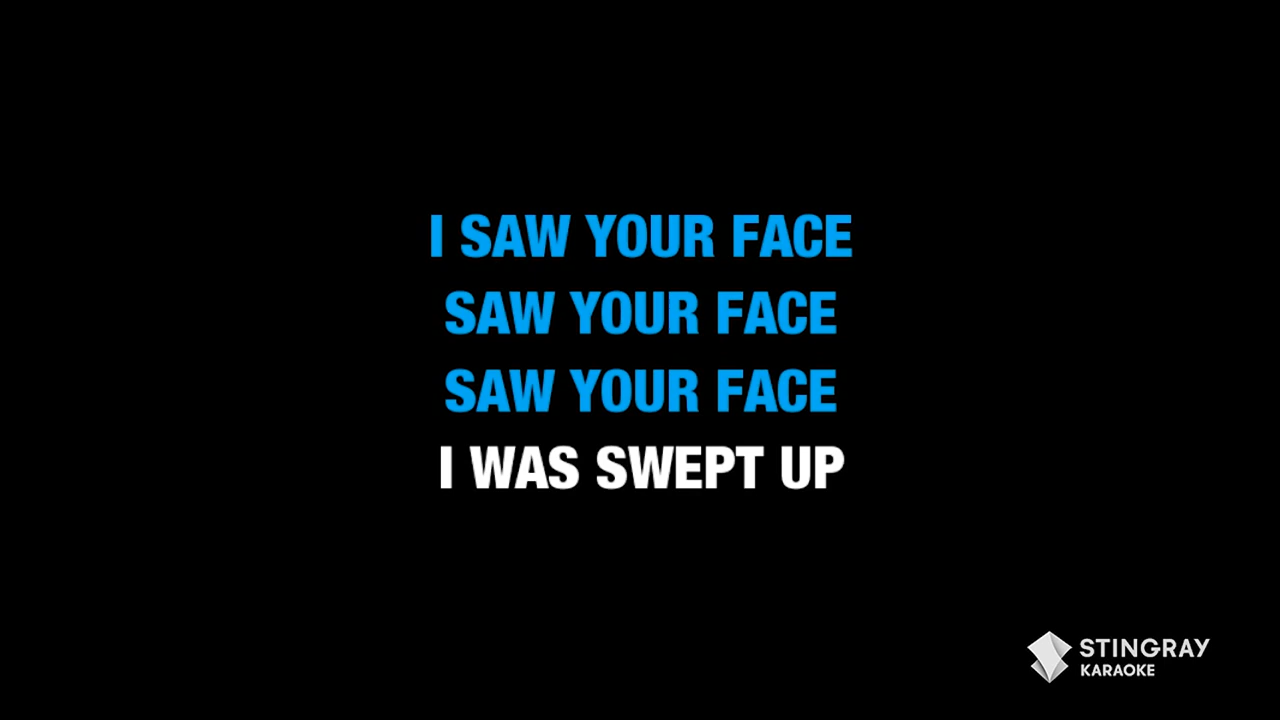 I SAW YOUR FACE
SAW YOUR FACE
SAW YOUR FACE
I WAS SWEPT UP
STINGRAY
KARAOKE